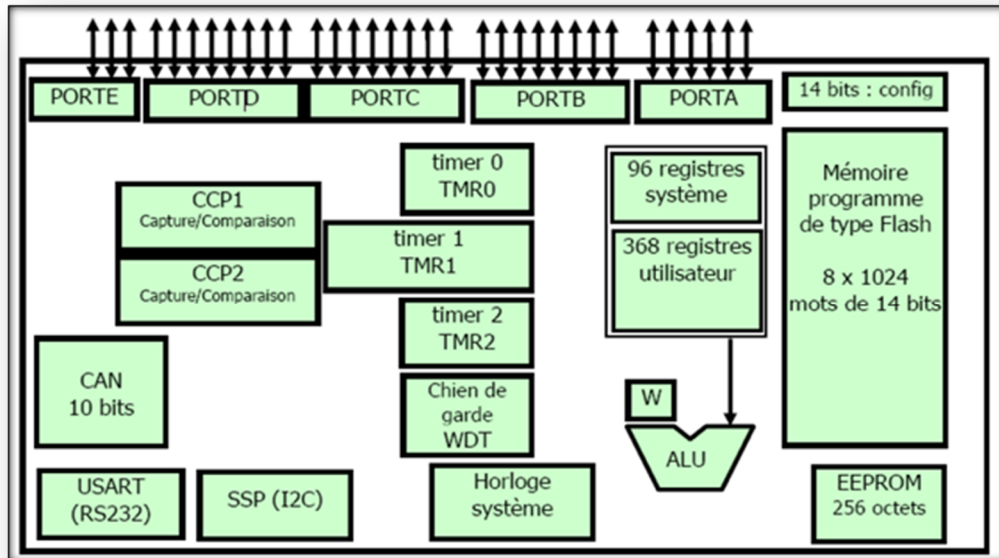 PORTE
PORTD
PORTC
PORTB
PORTA
14 bits : config
CCP1
Capture/Comparaison
CCP2
Capture/Comparaison
timer 0
TMR0
timer 1
TMR1
timer 2
TMR2
Chien de
garde
WDT
96 registres
système
368 registres
utilisateur
Mémoire
programme
de type Flash
8 x 1024
mots de 14 bits
CAN
10 bits
W
ALU
USART
(RS232)
SSP (I2C)
Horloge
système
EEPROM
256 octets